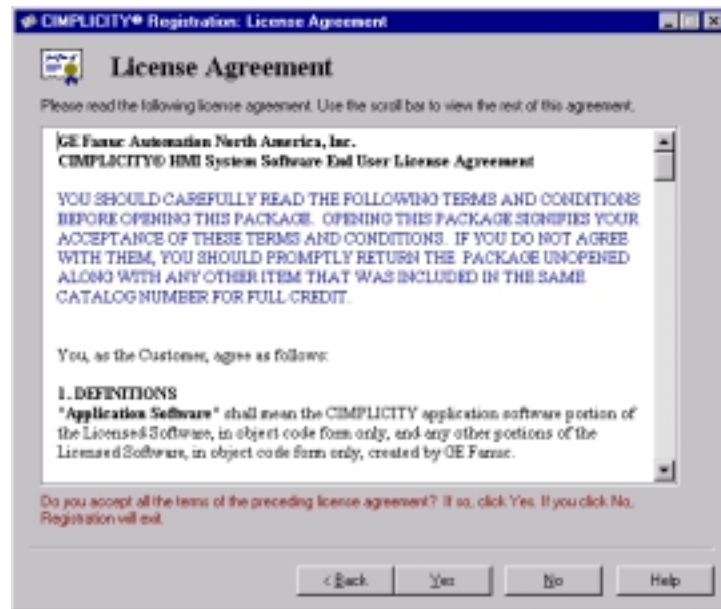 CIMPLICITY® Registration: License Agreement
License Agreement
Please read the following license agreement. Use the scroll bar to view the rest of this agreement.
GE Fanuc Automation North America, Inc.
CIMPLICITY® HMI System Software End User License Agreement
YOU SHOULD CAREFULLY READ THE FOLLOWING TERMS AND CONDITIONS
BEFORE OPENING THIS PACKAGE. OPENING THIS PACKAGE SIGNIFIES YOUR
ACCEPTANCE OF THESE TERMS AND CONDITIONS. IF YOU DO NOT AGREE
WITH THEM, YOU SHOULD PROMPTLY RETURN THE PACKAGE UNOPENED
ALONG WITH ANY OTHER ITEM THAT WAS INCLUDED IN THE SAME
CATALOG NUMBER FOR FULL CREDIT.
You, as the Customer, agree as follows:
1. DEFINITIONS
"Application Software" shall mean the CIMPLICITY application software portion of
the Licensed Software, in object code form only, and any other portions of the
Licensed Software, in object code form only, created by GE Fanuc.
Do you accept all the terms of the preceding license agreement? If so, click Yes. If you click No,
Registration will exit.
< Back Yes No Help